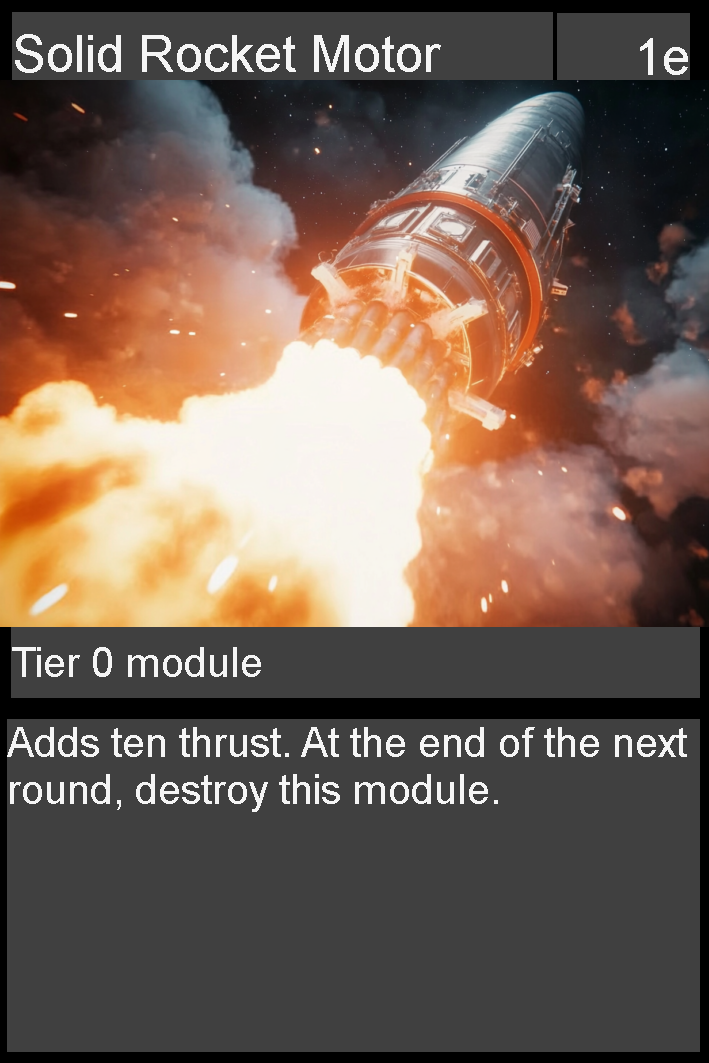 Solid Rocket Motor
1e
Tier 0 module
Adds ten thrust. At the end of the next
round, destroy this module.